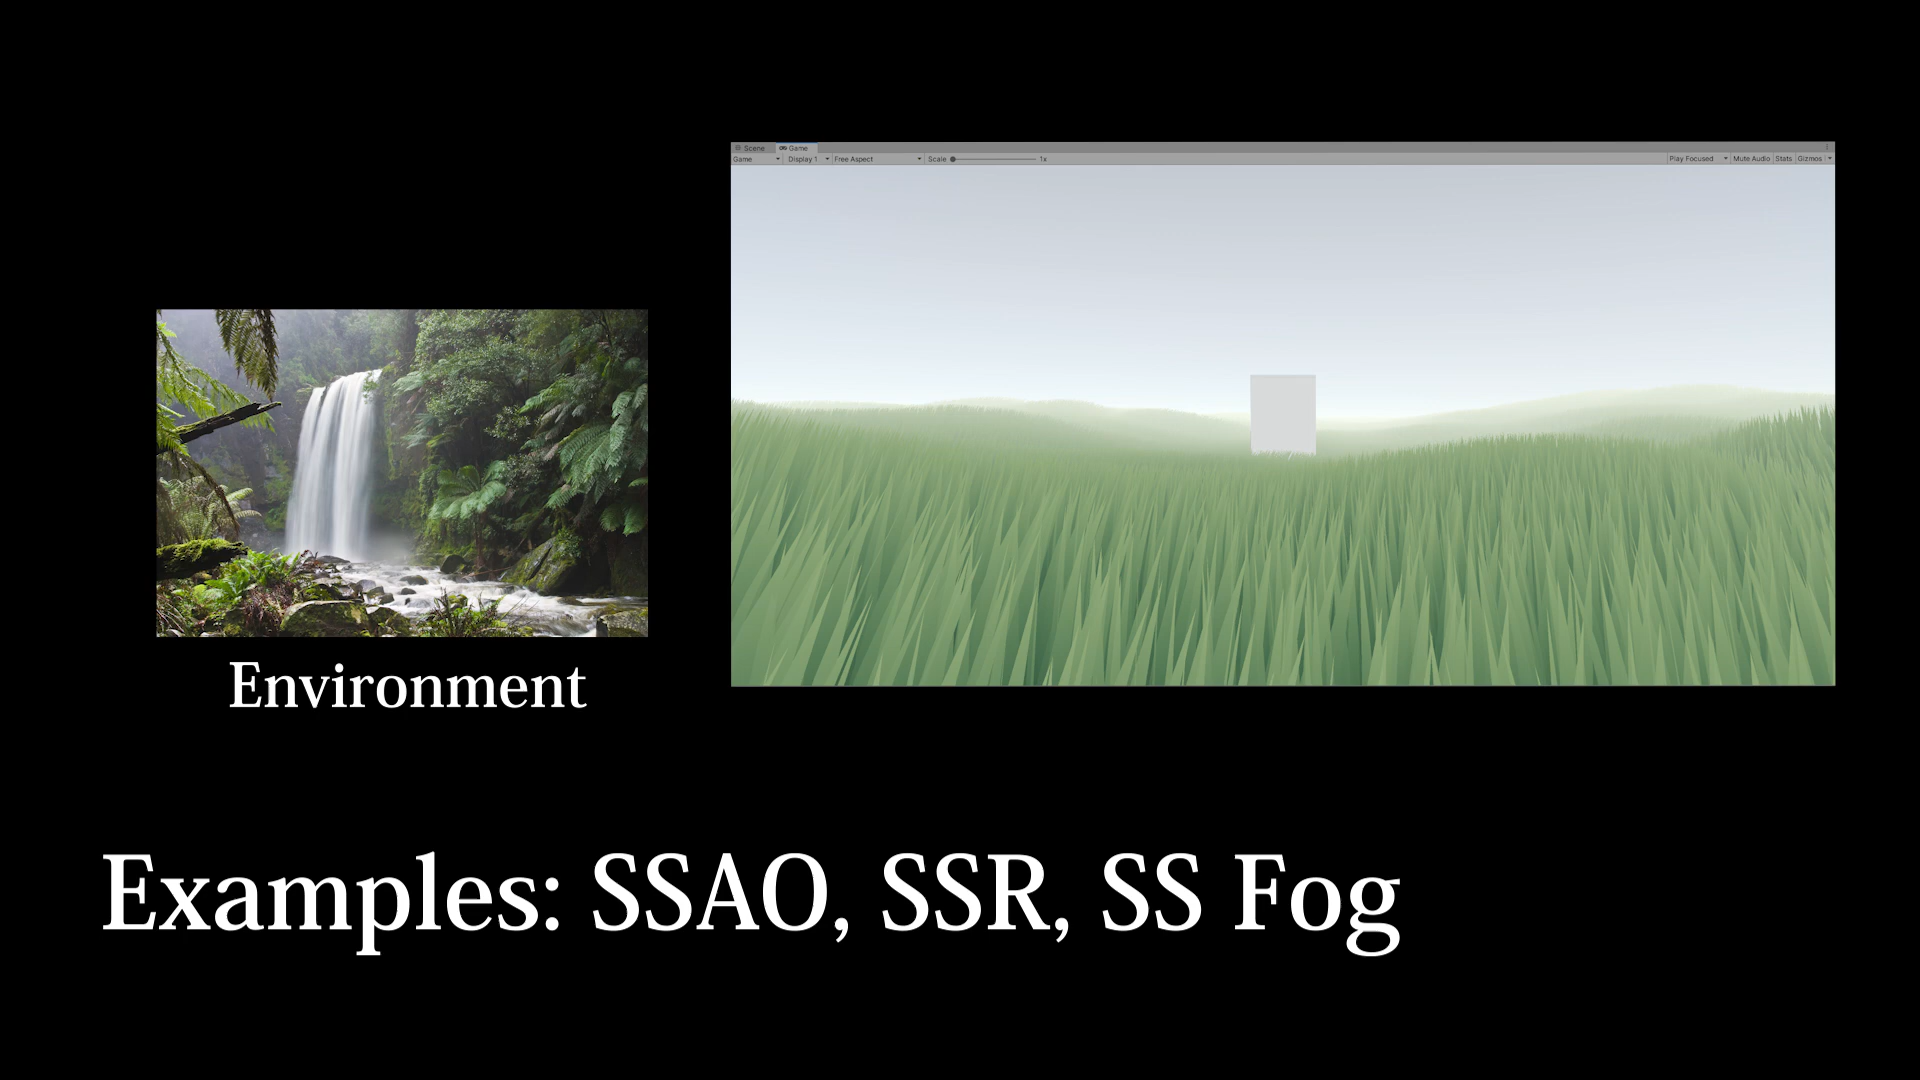 Scene Game
Game Display 1 Free Aspect Scale 1x Play Focused Mute Audio Stats Gizmos
Environment
Examples: SSAO, SSR, SS Fog